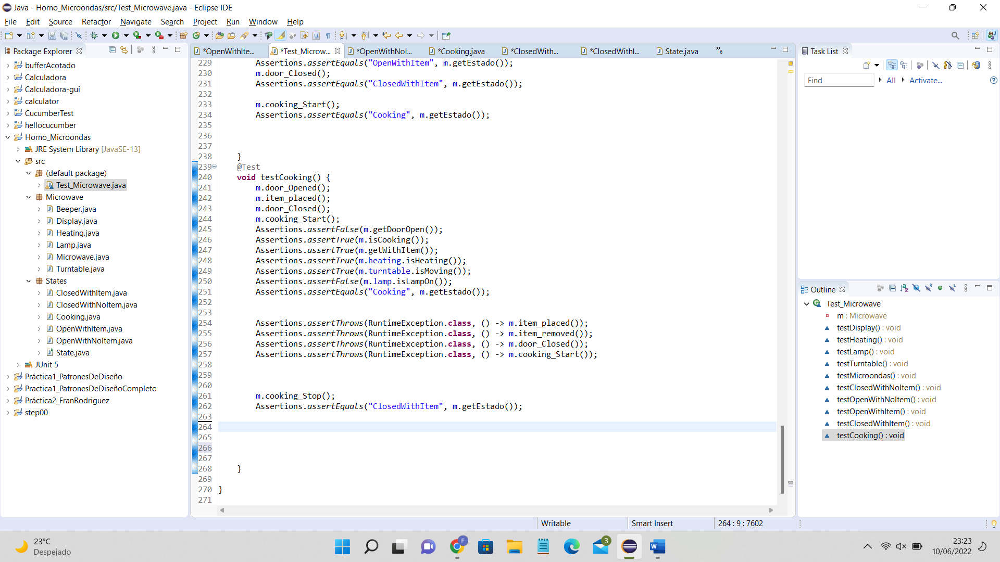 Java - Horno_Microondas/src/Test_Microwave.java - Eclipse IDE
File Edit Source Refactor Navigate Search Project Run Window Help
Package Explorer
bufferAcotado
Calculadora
Calculadora-gui
calculator
CucumberTest
hellocucumber
Horno_Microondas
JRE System Library [JavaSE-13]
src
(default package)
Test_Microwave.java
Microwave
Beeper.java
Display.java
Heating.java
Lamp.java
Microwave.java
Turntable.java
States
ClosedWithItem.java
ClosedWithNoItem.java
Cooking.java
OpenWithItem.java
OpenWithNoItem.java
State.java
JUnit 5
Práctica1_PatronesDeDiseño
Practica1_PatronesDeDiseñoCompleto
Práctica2_FranRodriguez
step00
*OpenWithIte... *Test_Microw... *OpenWithNoI... *Cooking.java *ClosedWith... *ClosedWithI... State.java »6
229 Assertions.assertEquals("OpenWithItem", m.getEstado());
230 m.door_Closed();
231 Assertions.assertEquals("ClosedWithItem", m.getEstado());
232
233 m.cooking_Start();
234 Assertions.assertEquals("Cooking", m.getEstado());
235
236
237
238 }
239 @Test
240 void testCooking() {
241 m.door_Opened();
242 m.item_placed();
243 m.door_Closed();
244 m.cooking_Start();
245 Assertions.assertFalse(m.getDoorOpen());
246 Assertions.assertTrue(m.isCooking());
247 Assertions.assertTrue(m.getWithItem());
248 Assertions.assertTrue(m.heating.isHeating());
249 Assertions.assertTrue(m.turntable.isMoving());
250 Assertions.assertFalse(m.lamp.isLampOn());
251 Assertions.assertEquals("Cooking", m.getEstado());
252
253
254 Assertions.assertThrows(RuntimeException.class, () -> m.item_placed());
255 Assertions.assertThrows(RuntimeException.class, () -> m.item_removed());
256 Assertions.assertThrows(RuntimeException.class, () -> m.door_Closed());
257 Assertions.assertThrows(RuntimeException.class, () -> m.cooking_Start());
258
259
260
261 m.cooking_Stop();
262 Assertions.assertEquals("ClosedWithItem", m.getEstado());
263
264
265
266
267
268 }
269
270 }
271
Task List
Find All Activate...
Outline
Test_Microwave
m : Microwave
testDisplay() : void
testHeating() : void
testLamp() : void
testTurntable() : void
testMicroondas() : void
testClosedWithNoItem() : void
testOpenWithNoItem() : void
testOpenWithItem() : void
testClosedWithItem() : void
testCooking() : void
Writable Smart Insert 264 : 9 : 7602
23°C
Despejado
F
3
W
23:23
10/06/2022